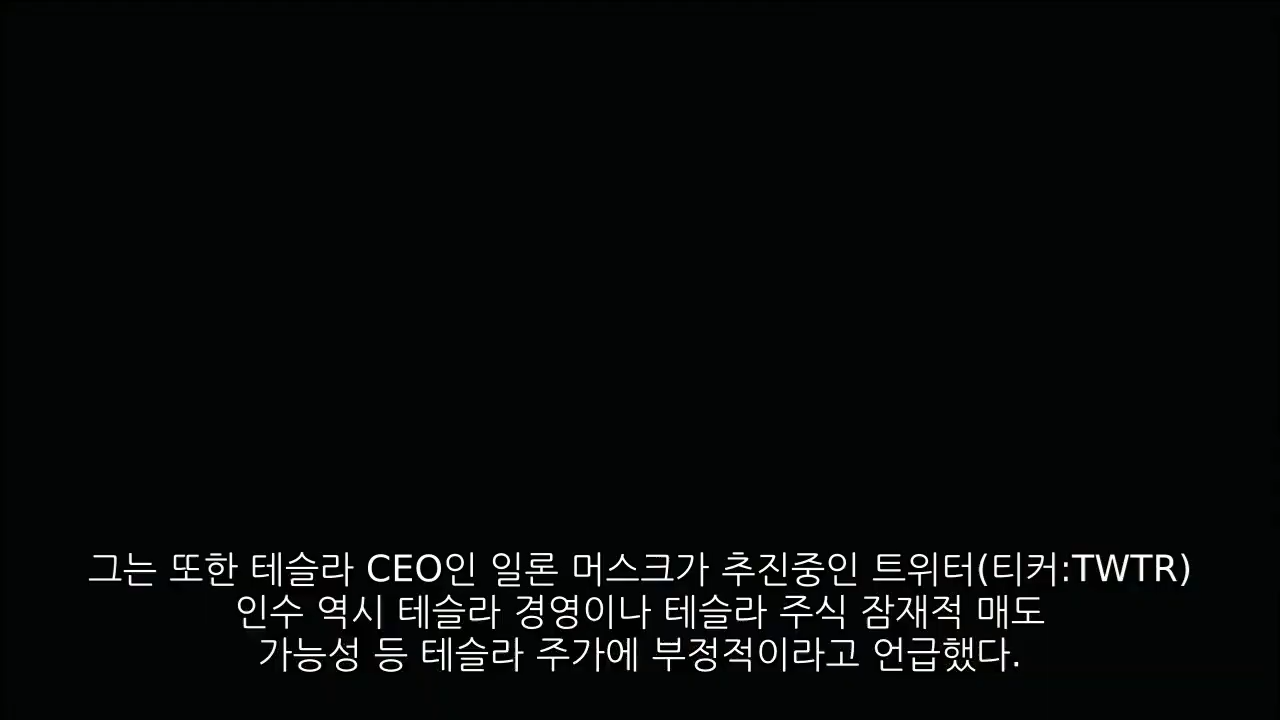 그는 또한 테슬라 CEO인 일론 머스크가 추진중인 트위터(티커:TWTR)
인수 역시 테슬라 경영이나 테슬라 주식 잠재적 매도
가능성 등 테슬라 주가에 부정적이라고 언급했다.